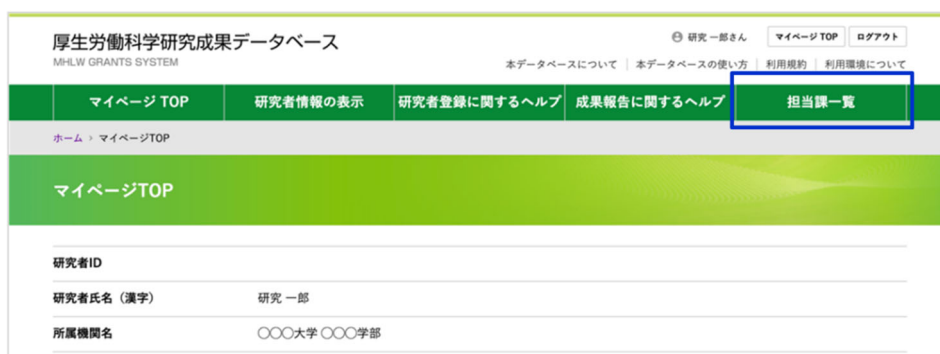 厚生労働科学研究成果データベース
MHLW GRANTS SYSTEM
研究 一郎さん
マイページ TOP
ログアウト
本データベースについて
本データベースの使い方
利用規約
利用環境について
マイページ TOP
研究者情報の表示
研究者登録に関するヘルプ
成果報告に関するヘルプ
担当課一覧
ホーム › マイページTOP
マイページTOP
研究者ID
研究者氏名（漢字） 研究 一郎
所属機関名 〇〇〇大学 〇〇〇学部